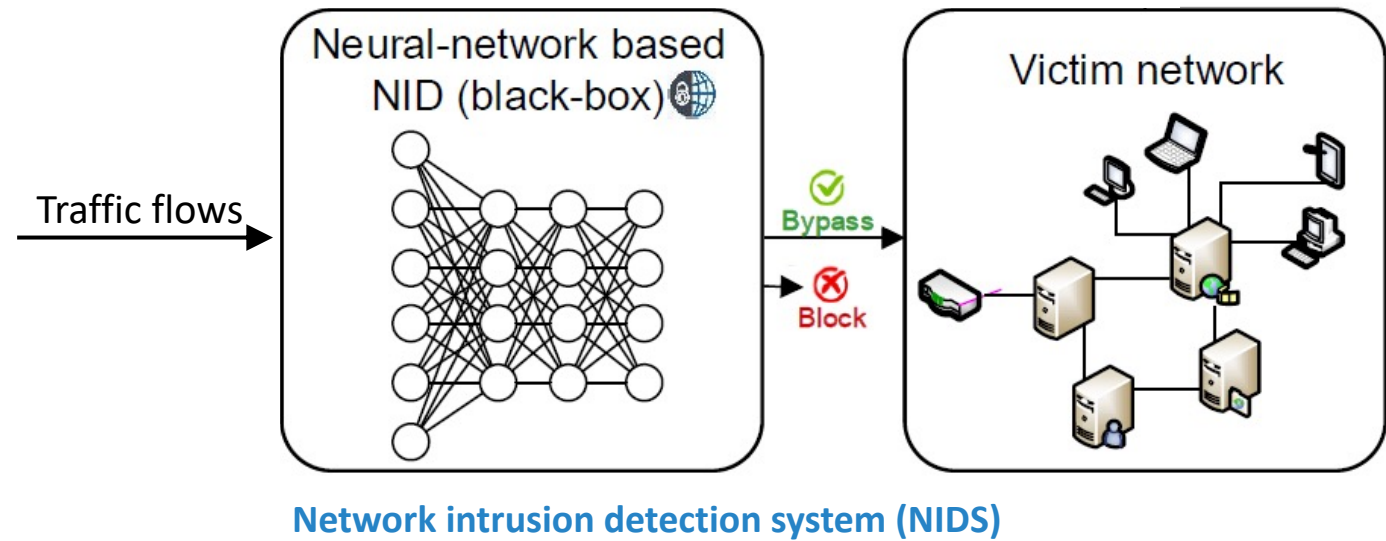 Neural-network based
NID (black-box)
Victim network
Traffic flows
Bypass
Block
Network intrusion detection system (NIDS)